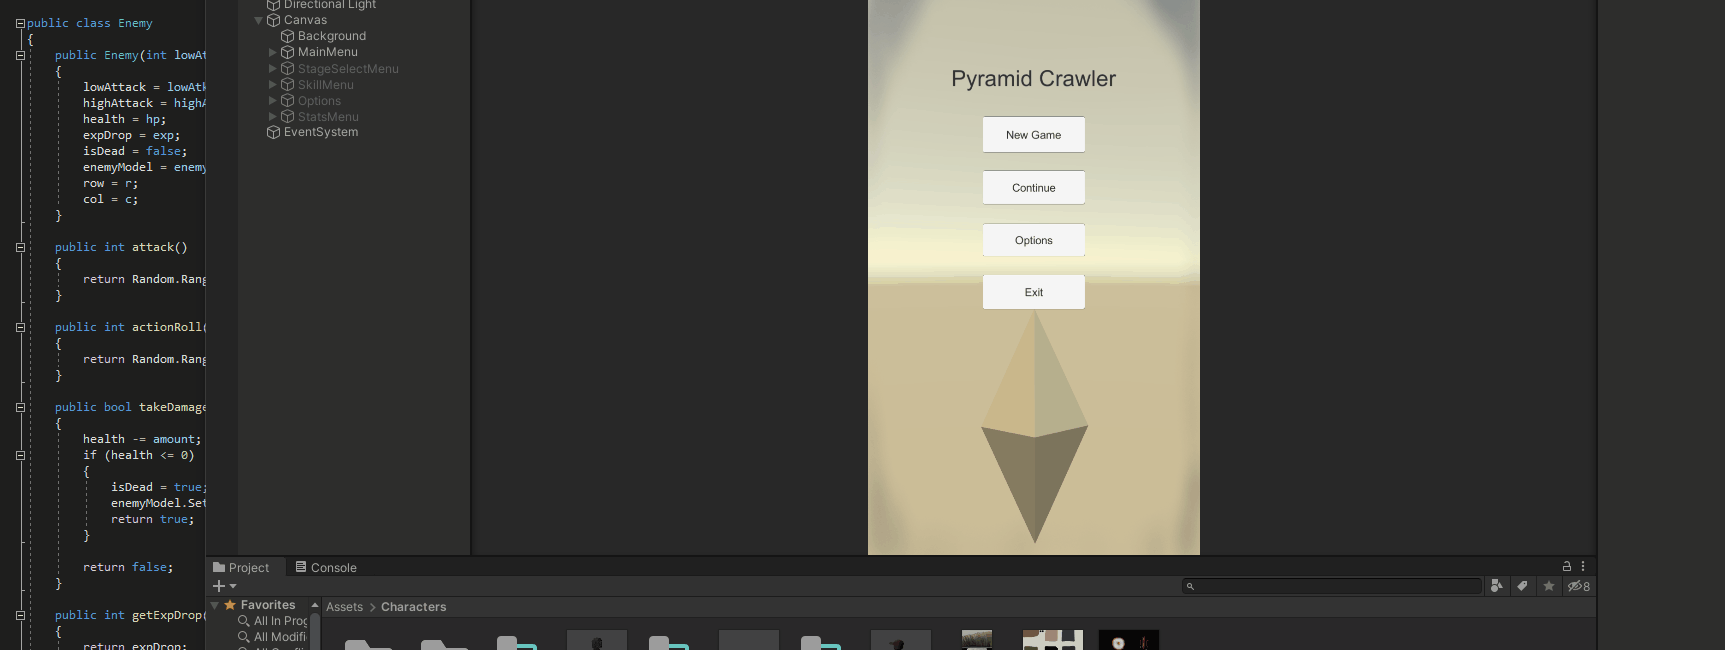 public class Enemy
{
public Enemy(int lowAt
{
lowAttack = lowAtk
highAttack = highA
health = hp;
expDrop = exp;
isDead = false;
enemyModel = enemy
row = r;
col = c;
}
public int attack()
{
return Random.Rang
}
public int actionRoll(
{
return Random.Rang
}
public bool takeDamage
{
health -= amount;
if (health <= 0)
{
isDead = true;
enemyModel.Set
return true;
}
return false;
}
public int getExpDrop(
{
return expDrop;
Directional Light
Canvas
Background
MainMenu
StageSelectMenu
SkillMenu
Options
StatsMenu
EventSystem
Pyramid Crawler
New Game
Continue
Options
Exit
Project
Console
8
Favorites
All In Prog
All Modifi
Assets > Characters